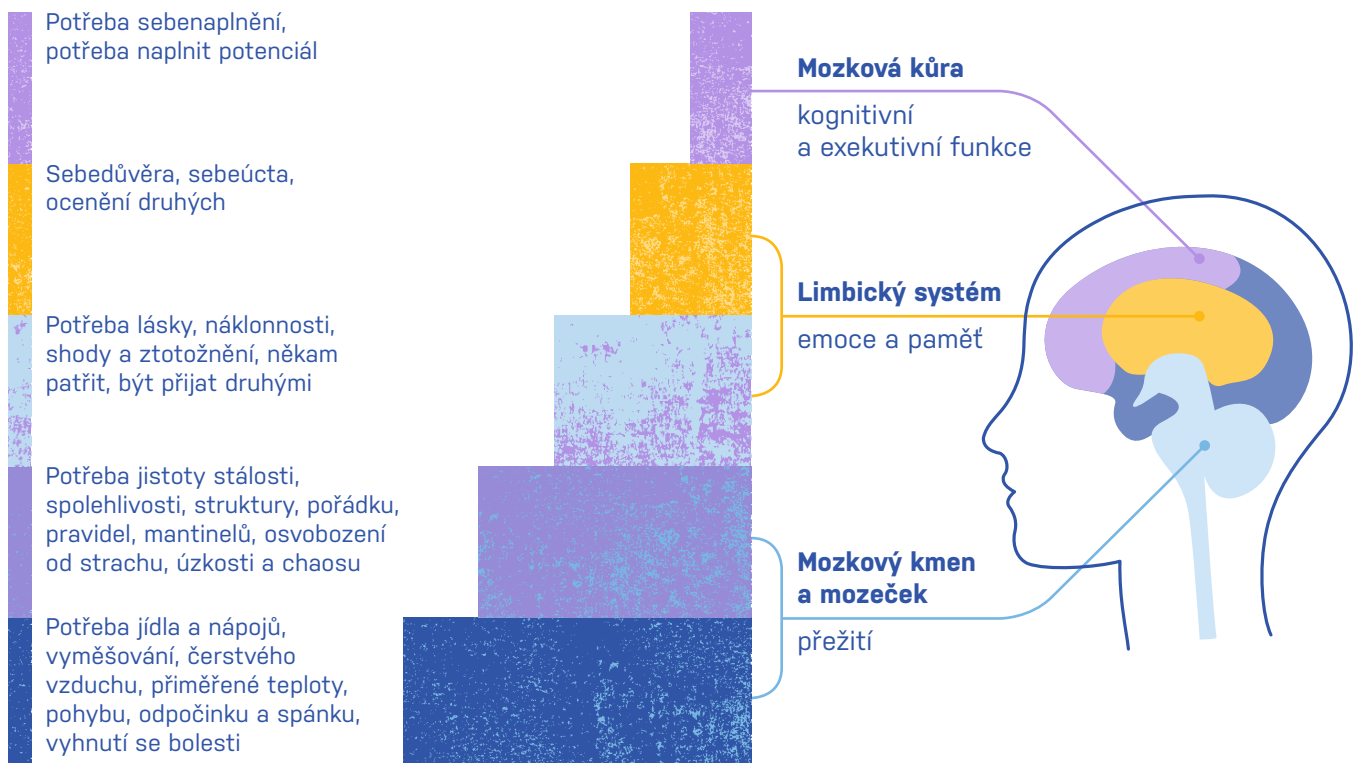 Potřeba sebenaplnění,
potřeba naplnit potenciál
Sebedůvěra, sebeúcta,
ocenění druhých
Potřeba lásky, náklonnosti,
shody a ztotožnění, někam
patřit, být přijat druhými
Potřeba jistoty stálosti,
spolehlivosti, struktury, pořádku,
pravidel, mantinelů, osvobození
od strachu, úzkosti a chaosu
Potřeba jídla a nápojů,
vyměšování, čerstvého
vzduchu, přiměřené teploty,
pohybu, odpočinku a spánku,
vyhnutí se bolesti
Mozková kůra
kognitivní
a exekutivní funkce
Limbický systém
emoce a paměť
Mozkový kmen
a mozeček
přežití